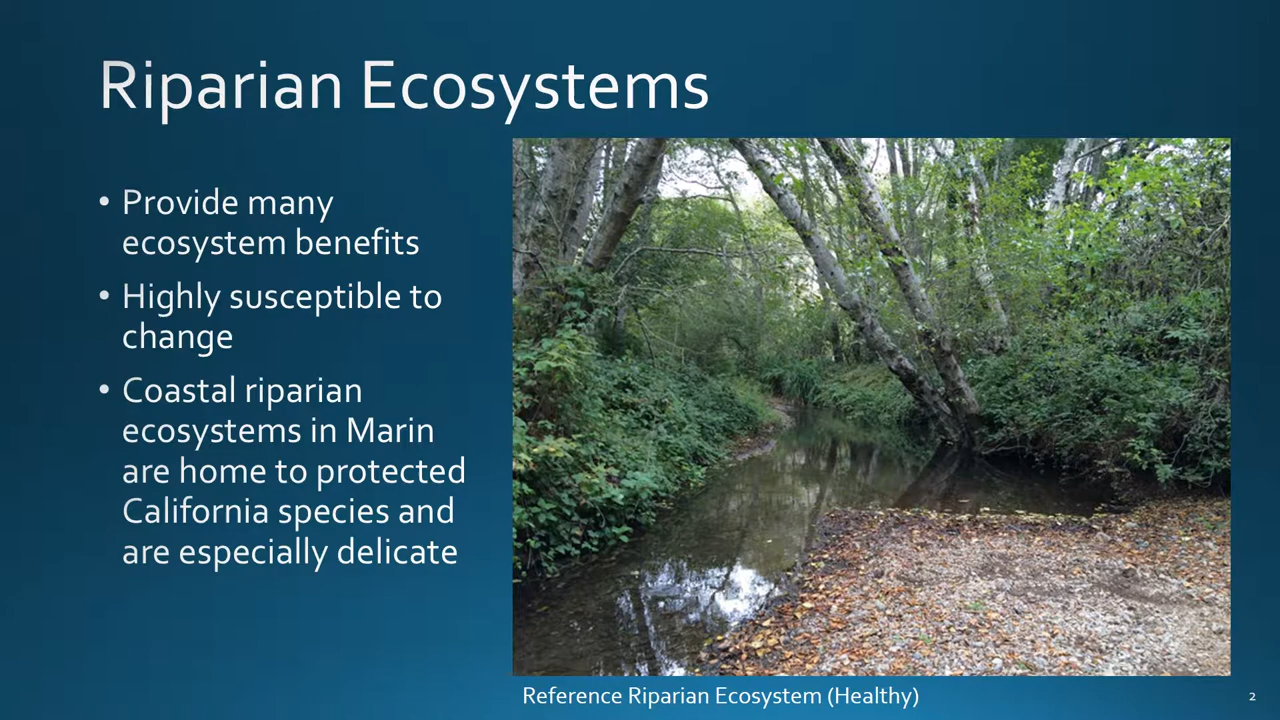 Riparian Ecosystems
• Provide many
ecosystem benefits
• Highly susceptible to
change
• Coastal riparian
ecosystems in Marin
are home to protected
California species and
are especially delicate
Reference Riparian Ecosystem (Healthy)
2